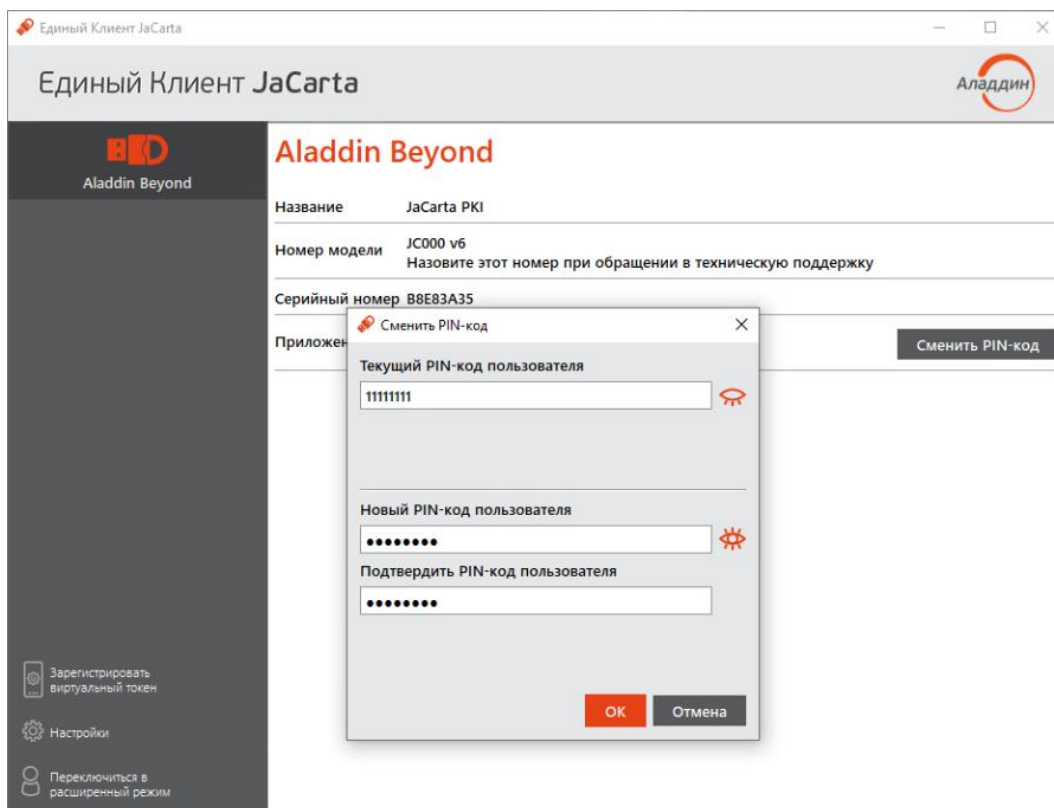 Единый Клиент JaCarta
Единый Клиент JaCarta
Аладдин
Aladdin Beyond
Aladdin Beyond
Название JaCarta PKI
Номер модели JC000 v6
Назовите этот номер при обращении в техническую поддержку
Серийный номер B8E83A35
Сменить PIN-код
Сменить PIN-код
Текущий PIN-код пользователя
11111111
Новый PIN-код пользователя
••••••••
Подтвердить PIN-код пользователя
••••••••
ОК Отмена
Зарегистрировать
виртуальный токен
Настройки
Переключиться в
расширенный режим